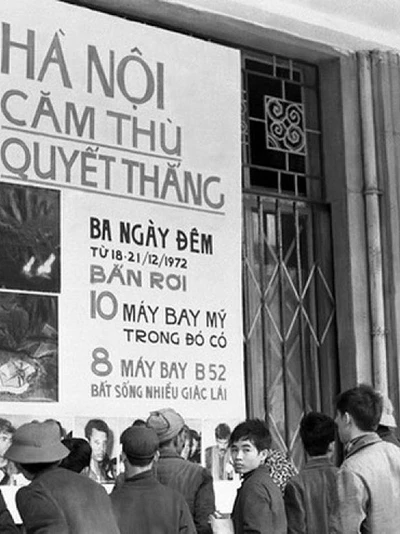 HÀ NỘI
CĂM THÙ
QUYẾT THẮNG
BA NGÀY ĐÊM
TỪ 18-21/12/1972
BẮN RƠI
10 MÁY BAY MỸ
TRONG ĐÓ CÓ
8 MÁY BAY B52
BẮT SỐNG NHIỀU GIẶC LÁI